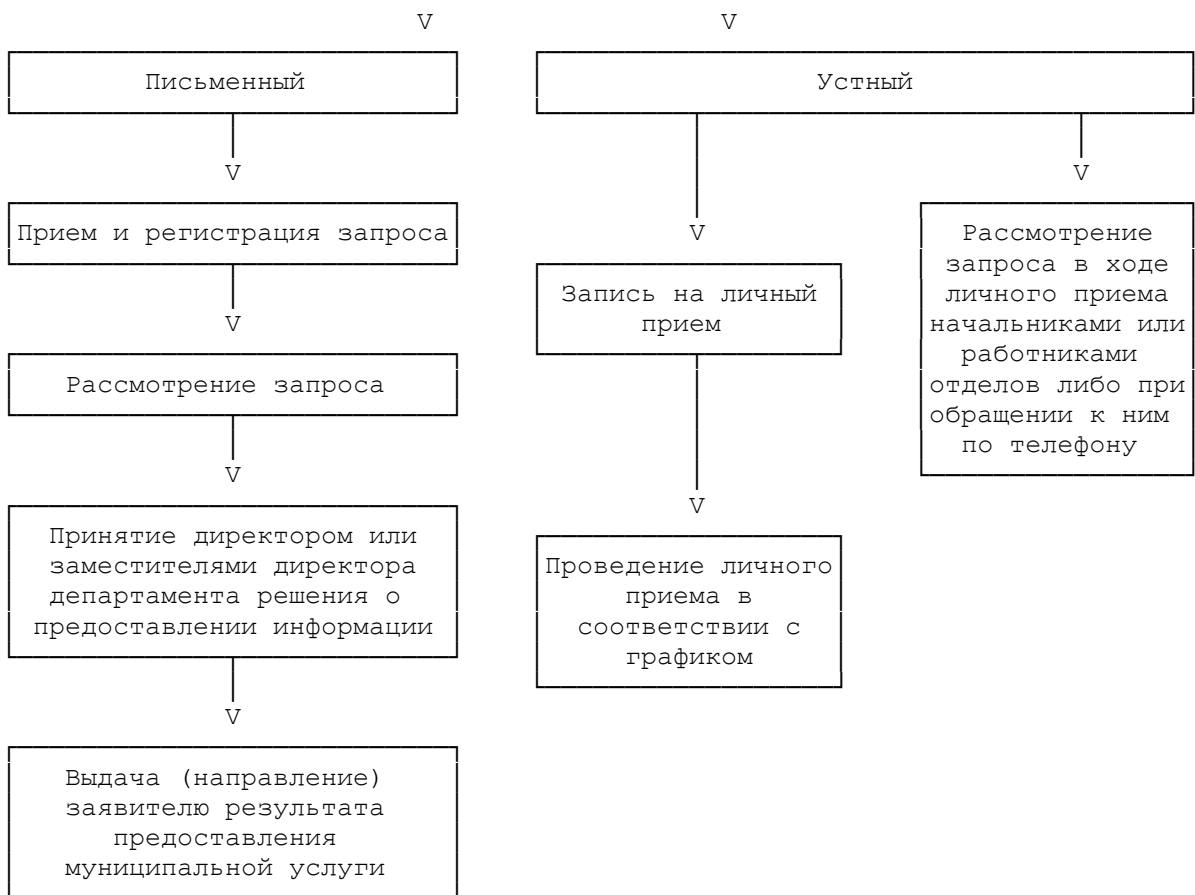 V V
Письменный
Устный
V
Прием и регистрация запроса
V
Рассмотрение запроса
V
Принятие директором или
заместителями директора
департамента решения о
предоставлении информации
V
Выдача (направление)
заявителю результата
предоставления
муниципальной услуги
V
Запись на личный
прием
V
Проведение личного
приема в
соответствии с
графиком
V
Рассмотрение
запроса в ходе
личного приема
начальниками или
работниками
отделов либо при
обращении к ним
по телефону